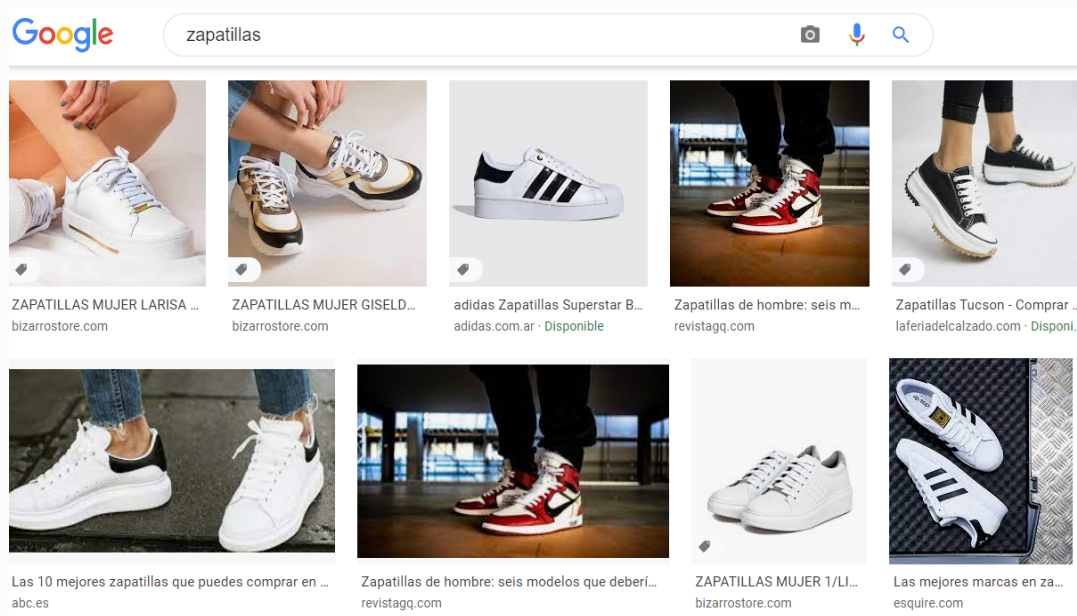 Google
zapatillas
ZAPATILLAS MUJER LARISA ...
bizarrostore.com
ZAPATILLAS MUJER GISELD...
bizarrostore.com
adidas Zapatillas Superstar B...
adidas.com.ar · Disponible
Zapatillas de hombre: seis m...
revistagq.com
Zapatillas Tucson - Comprar ..
laferiadelcalzado.com · Disponi.
Las 10 mejores zapatillas que puedes comprar en ...
abc.es
Zapatillas de hombre: seis modelos que deberí...
revistagq.com
ZAPATILLAS MUJER 1/LI...
bizarrostore.com
Las mejores marcas en za...
esquire.com